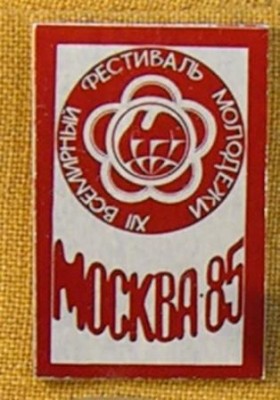 XII ВСЕМИРНЫЙ ФЕСТИВАЛЬ МОЛОДЕЖИ
МОСКВА·85